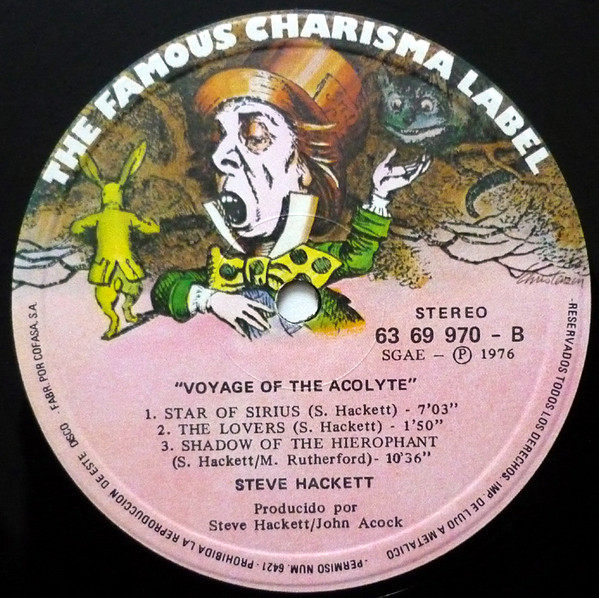 THE FAMOUS CHARISMA LABEL
STEREO
63 69 970 - B
SGAE - Ⓟ 1976
"VOYAGE OF THE ACOLYTE"
1. STAR OF SIRIUS (S. Hackett) - 7'03"
2. THE LOVERS (S. Hackett) - 1'50"
3. SHADOW OF THE HIEROPHANT
(S. Hackett/M. Rutherford)- 10'36"
STEVE HACKETT
Producido por
Steve Hackett/John Acock
-RESERVADOS TODOS LOS DERECHOS. IMP. DE LUJO A METALICO
-PERMISO NUM. 6421 - PROHIBIDA LA REPRODUCCION DE ESTE DISCO - FABR. POR COFASA, S.A.